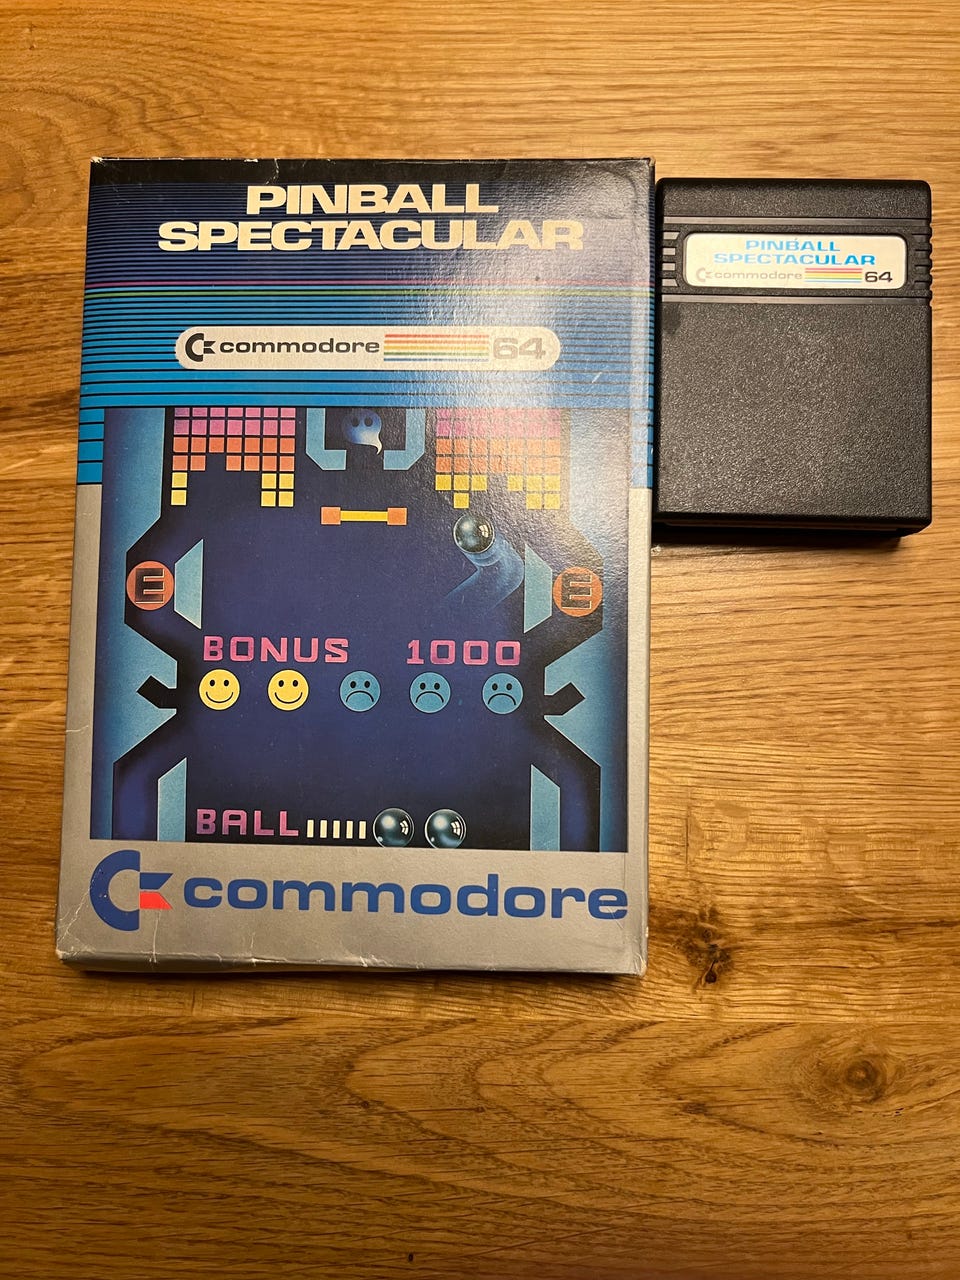 PINBALL
SPECTACULAR
commodore 64
E
E
BONUS 1000
BALL
commodore
PINBALL
SPECTACULAR
commodore 64